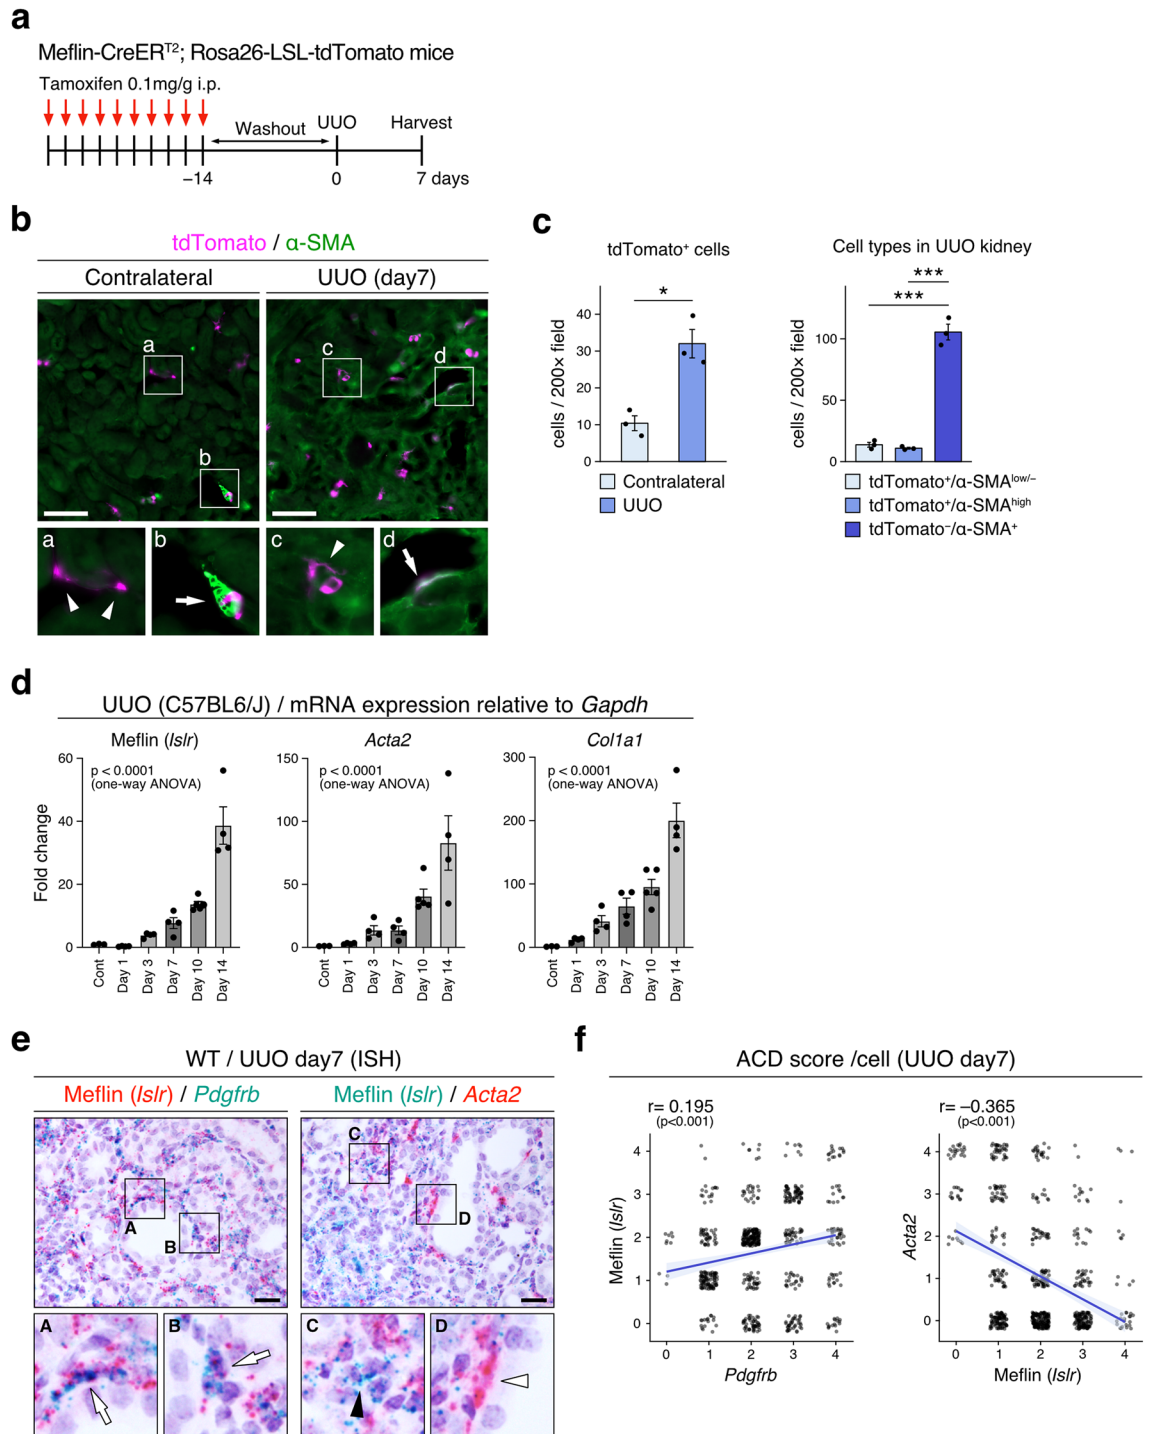 a
Meflin-CreERT2; Rosa26-LSL-tdTomato mice
Tamoxifen 0.1mg/g i.p.
Washout
UUO
Harvest
−14
0
7 days
b
tdTomato / α-SMA
Contralateral
UUO (day7)
a
b
c
d
a
b
c
d
c
tdTomato+ cells
*
cells / 200× field
40
30
20
10
0
Contralateral
UUO
Cell types in UUO kidney
***
***
cells / 200× field
100
50
0
tdTomato+/α-SMAlow/−
tdTomato+/α-SMAhigh
tdTomato−/α-SMA+
d
UUO (C57BL6/J) / mRNA expression relative to Gapdh
Meflin (Islr)
p < 0.0001
(one-way ANOVA)
Fold change
60
40
20
0
Cont
Day 1
Day 3
Day 7
Day 10
Day 14
Acta2
p < 0.0001
(one-way ANOVA)
150
100
50
0
Cont
Day 1
Day 3
Day 7
Day 10
Day 14
Col1a1
p < 0.0001
(one-way ANOVA)
300
200
100
0
Cont
Day 1
Day 3
Day 7
Day 10
Day 14
e
WT / UUO day7 (ISH)
Meflin (Islr) / Pdgfrb
Meflin (Islr) / Acta2
A
B
C
D
A
B
C
D
f
ACD score /cell (UUO day7)
r= 0.195
(p<0.001)
Meflin (Islr)
4
3
2
1
0
0 1 2 3 4
Pdgfrb
r= −0.365
(p<0.001)
Acta2
4
3
2
1
0
0 1 2 3 4
Meflin (Islr)